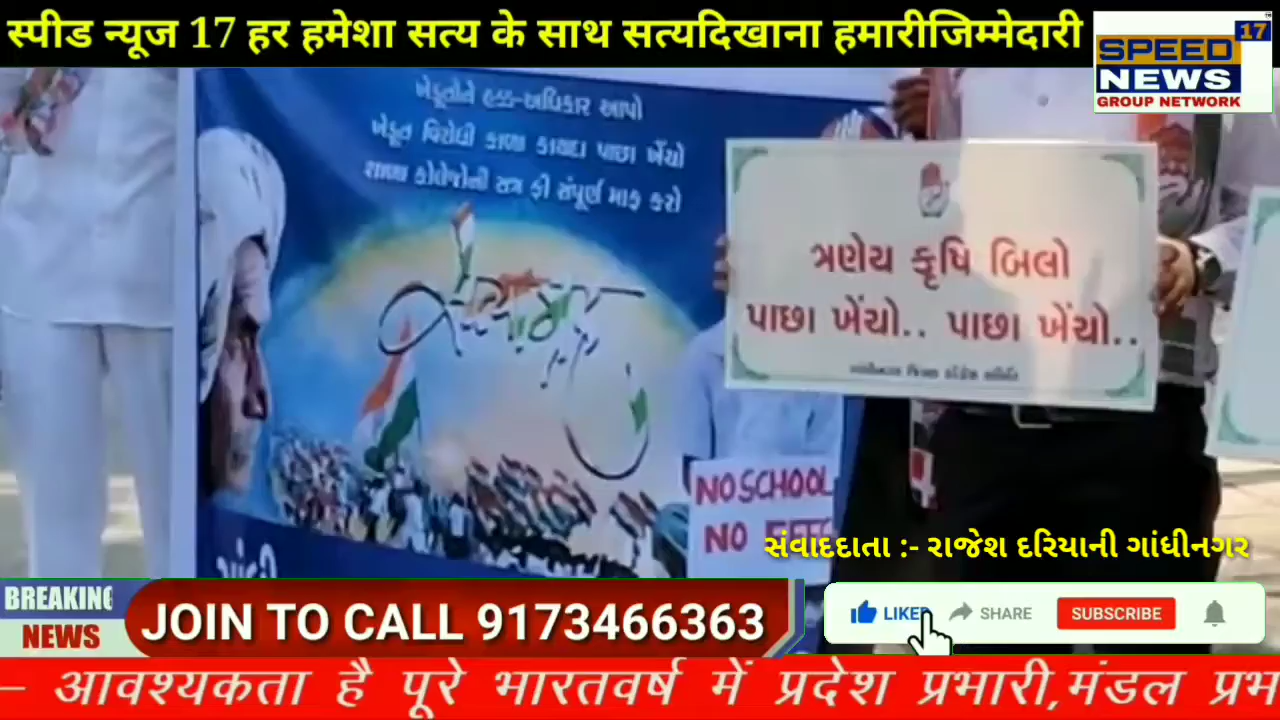 स्पीड न्यूज 17 हर हमेशा सत्य के साथ सत्यदिखाना हमारीजिम्मेदारी
17
SPEED
NEWS
GROUP NETWORK
ખેડૂતોને હક્ક-અધિકાર આપો
ખેડૂત વિરોધી કાળા કાયદા પાછા ખેંચો
શાળા કોલેજોની સત્ર ફી સંપૂર્ણ માફ કરો
ત્રણેય કૃષિ બિલો
પાછા ખેંચો.. પાછા ખેંચો..
NO SCHOOL
NO FEES
ગાંધી
સંવાદદાતા :- રાજેશ દરિયાની ગાંધીનગર
BREAKING
NEWS
JOIN TO CALL 9173466363
LIKE
SHARE
SUBSCRIBE
– आवश्यकता है पूरे भारतवर्ष में प्रदेश प्रभारी,मंडल प्रभ